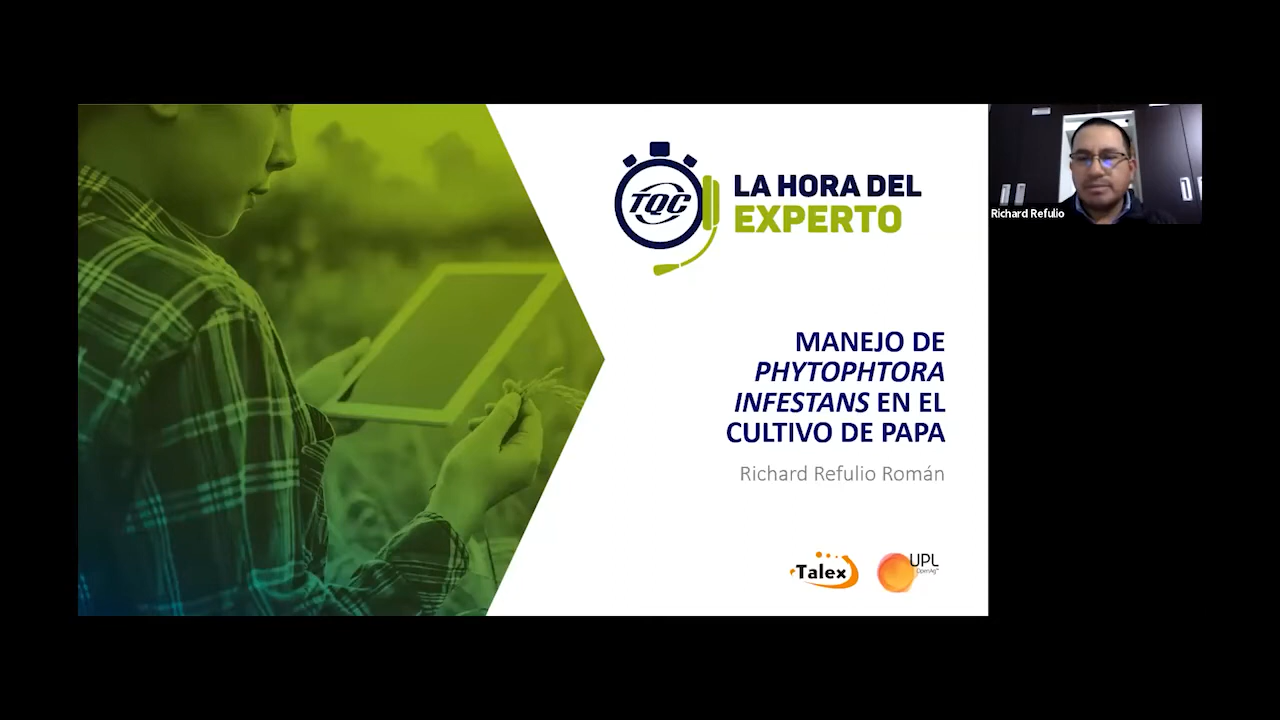 TQC
LA HORA DEL
EXPERTO
Richard Refulio
MANEJO DE
PHYTOPHTORA
INFESTANS EN EL
CULTIVO DE PAPA
Richard Refulio Román
Talex
UPL
OpenAg™